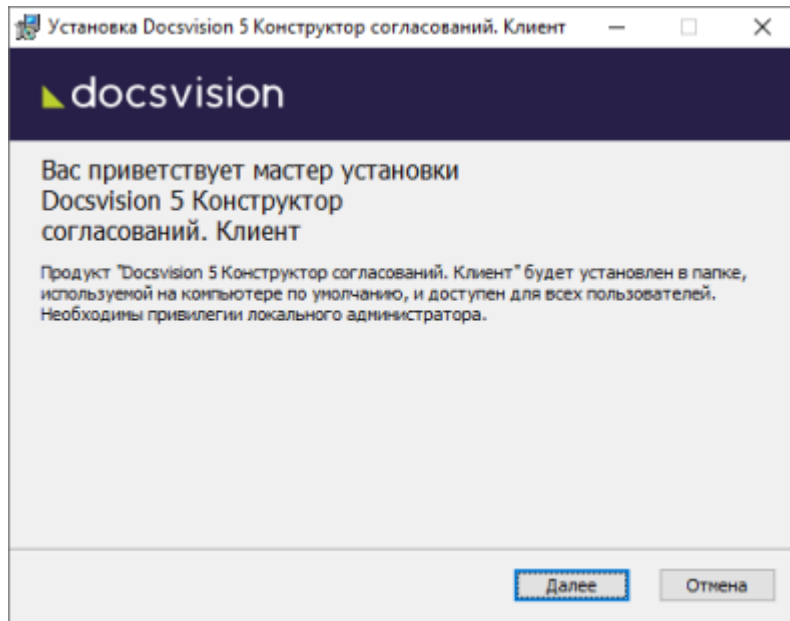 Установка Docsvision 5 Конструктор согласований. Клиент
docsvision
Вас приветствует мастер установки
Docsvision 5 Конструктор
согласований. Клиент
Продукт "Docsvision 5 Конструктор согласований. Клиент" будет установлен в папке,
используемой на компьютере по умолчанию, и доступен для всех пользователей.
Необходимы привилегии локального администратора.
Далее
Отмена